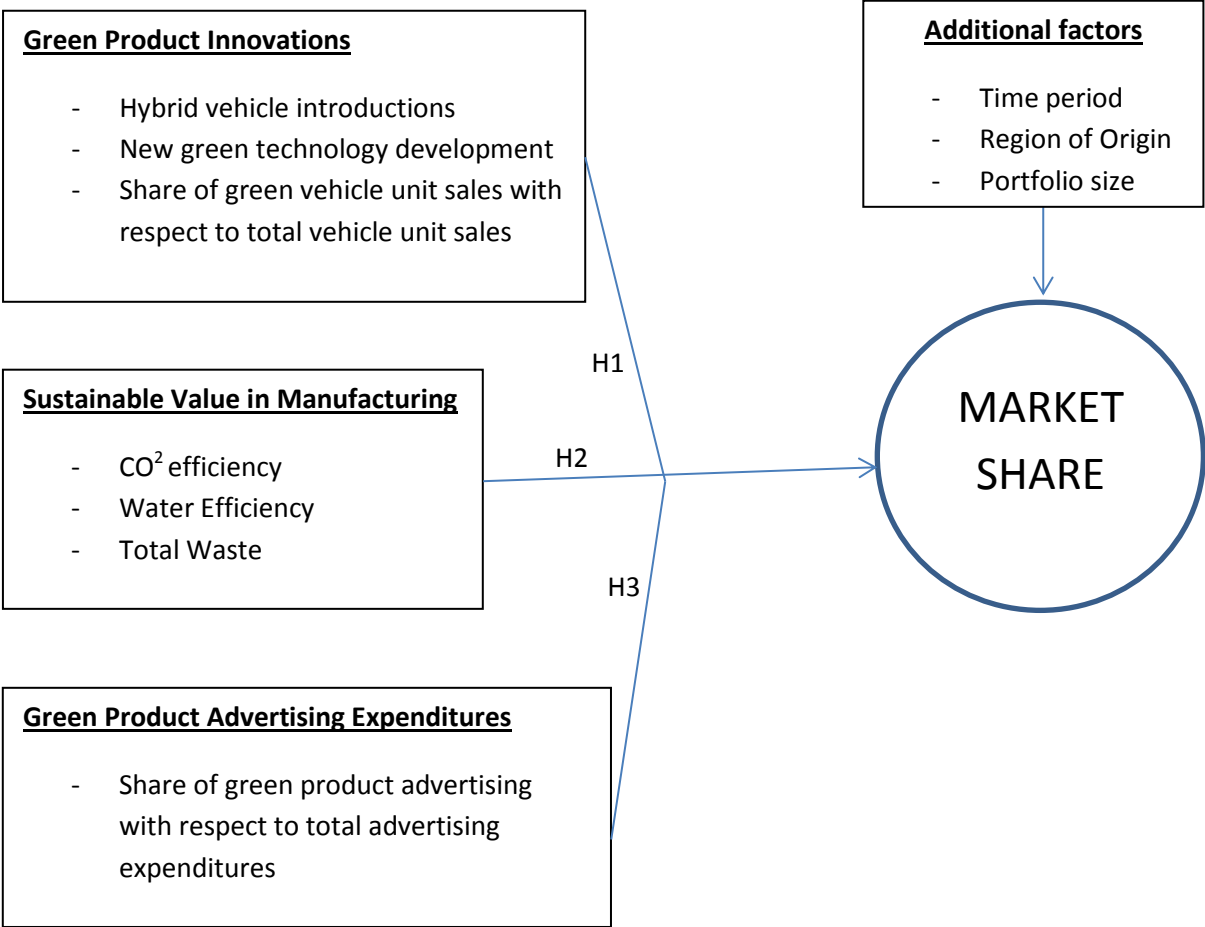 Green Product Innovations
- Hybrid vehicle introductions
- New green technology development
- Share of green vehicle unit sales with
respect to total vehicle unit sales
Additional factors
- Time period
- Region of Origin
- Portfolio size
H1
Sustainable Value in Manufacturing
- CO² efficiency
- Water Efficiency
- Total Waste
H2
MARKET
SHARE
H3
Green Product Advertising Expenditures
- Share of green product advertising
with respect to total advertising
expenditures